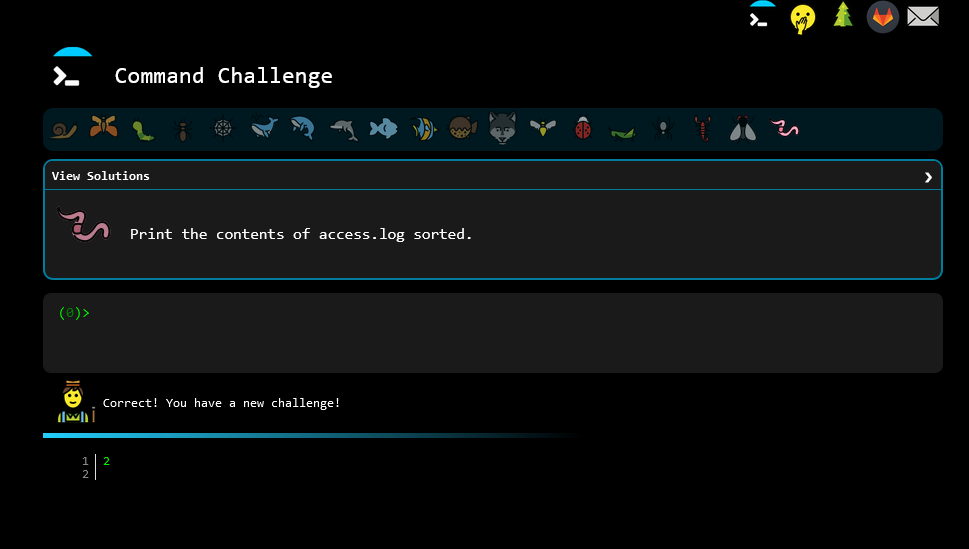 Command Challenge
View Solutions
Print the contents of access.log sorted.
(0)>
Correct! You have a new challenge!
1 2
2